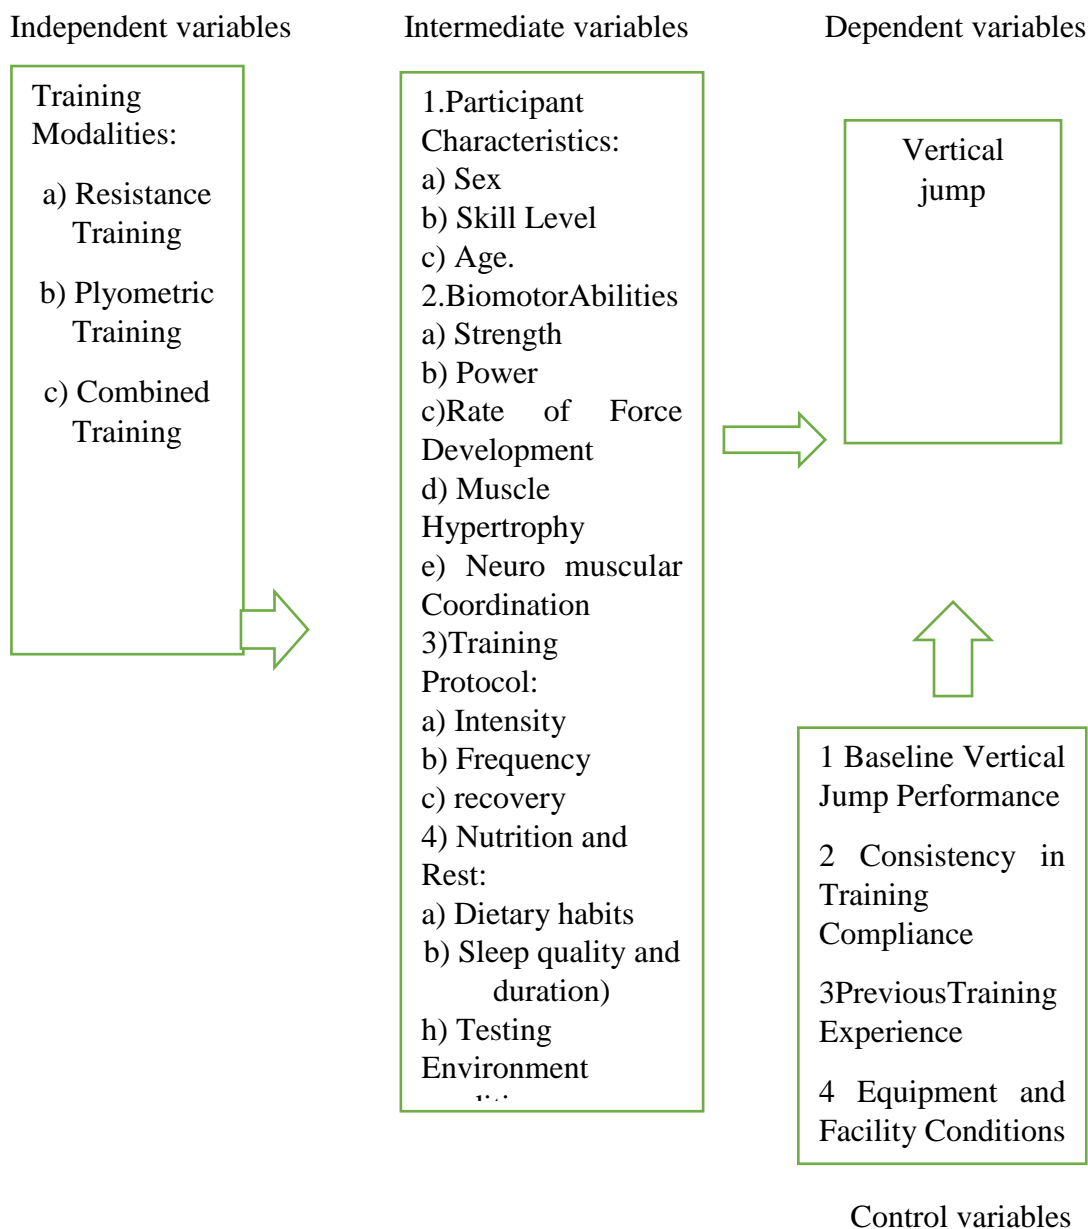 Independent variables
Intermediate variables
Dependent variables
Training
Modalities:
a) Resistance
Training
b) Plyometric
Training
c) Combined
Training
1.Participant
Characteristics:
a) Sex
b) Skill Level
c) Age.
2.BiomotorAbilities
a) Strength
b) Power
c)Rate of Force
Development
d) Muscle
Hypertrophy
e) Neuro muscular
Coordination
3)Training
Protocol:
a) Intensity
b) Frequency
c) recovery
4) Nutrition and
Rest:
a) Dietary habits
b) Sleep quality and
duration)
h) Testing
Environment
Vertical
jump
1 Baseline Vertical
Jump Performance
2 Consistency in
Training
Compliance
3PreviousTraining
Experience
4 Equipment and
Facility Conditions
Control variables